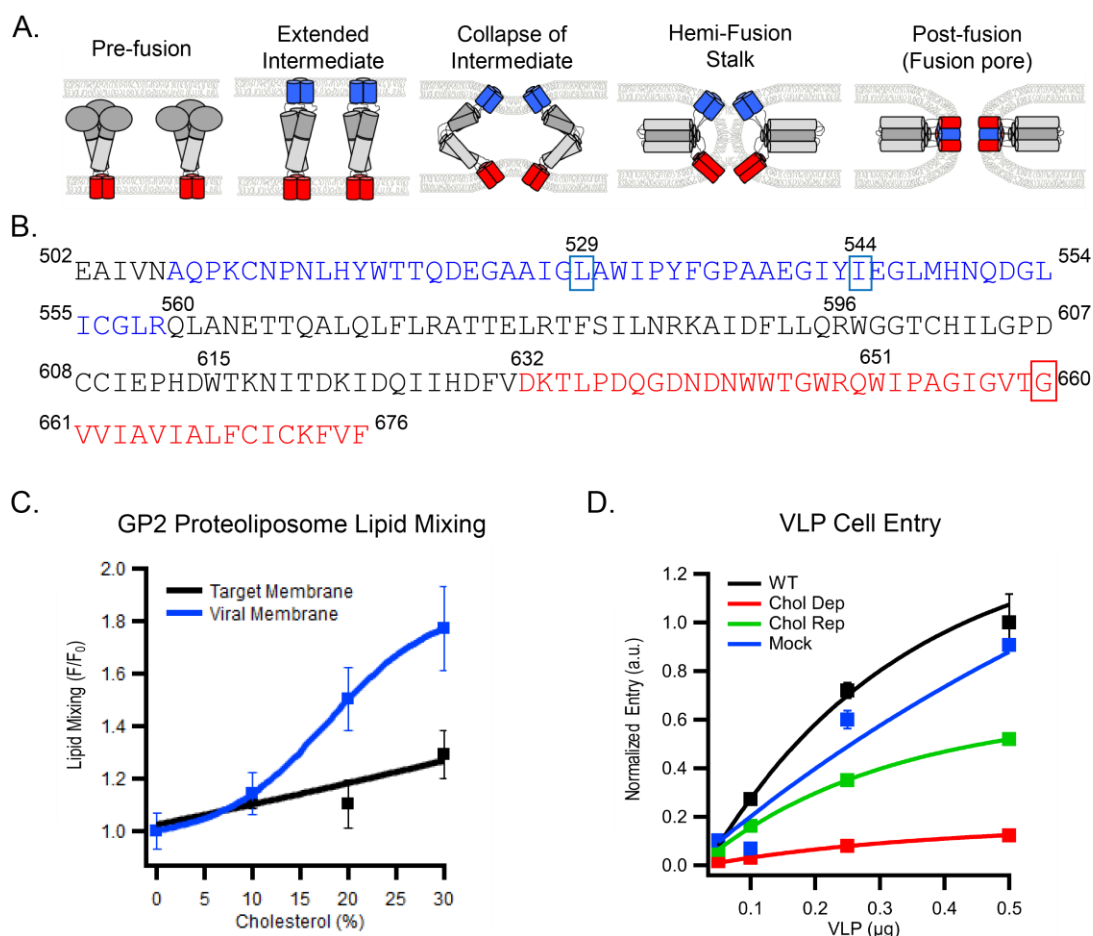 A.
Pre-fusion
Extended
Intermediate
Collapse of
Intermediate
Hemi-Fusion
Stalk
Post-fusion
(Fusion pore)
B.
529 544
502 EAIVNAQPKCNPNLHYWTTQDEGAAIGLAWIPYFGPAAEGIYIEGLMHNQDGL 554
560 596
555 ICGLRQLANETTQALQLFLRATTELRTFSILNRKAIDFLLQRWGGTCHILGPD 607
615 632 651
608 CCIEPHDWTKNITDKIDQIIHDFVDKTLPDQGDNDNWWTGWRQWIPAGIGVTG 660
661 VVIAVIALFCICKFVF 676
C.
GP2 Proteoliposome Lipid Mixing
Target Membrane
Viral Membrane
Lipid Mixing (F/F0)
2.0
1.8
1.6
1.4
1.2
1.0
0 5 10 15 20 25 30
Cholesterol (%)
D.
VLP Cell Entry
WT
Chol Dep
Chol Rep
Mock
Normalized Entry (a.u.)
1.2
1.0
0.8
0.6
0.4
0.2
0.0
0.1 0.2 0.3 0.4 0.5
VLP (µg)